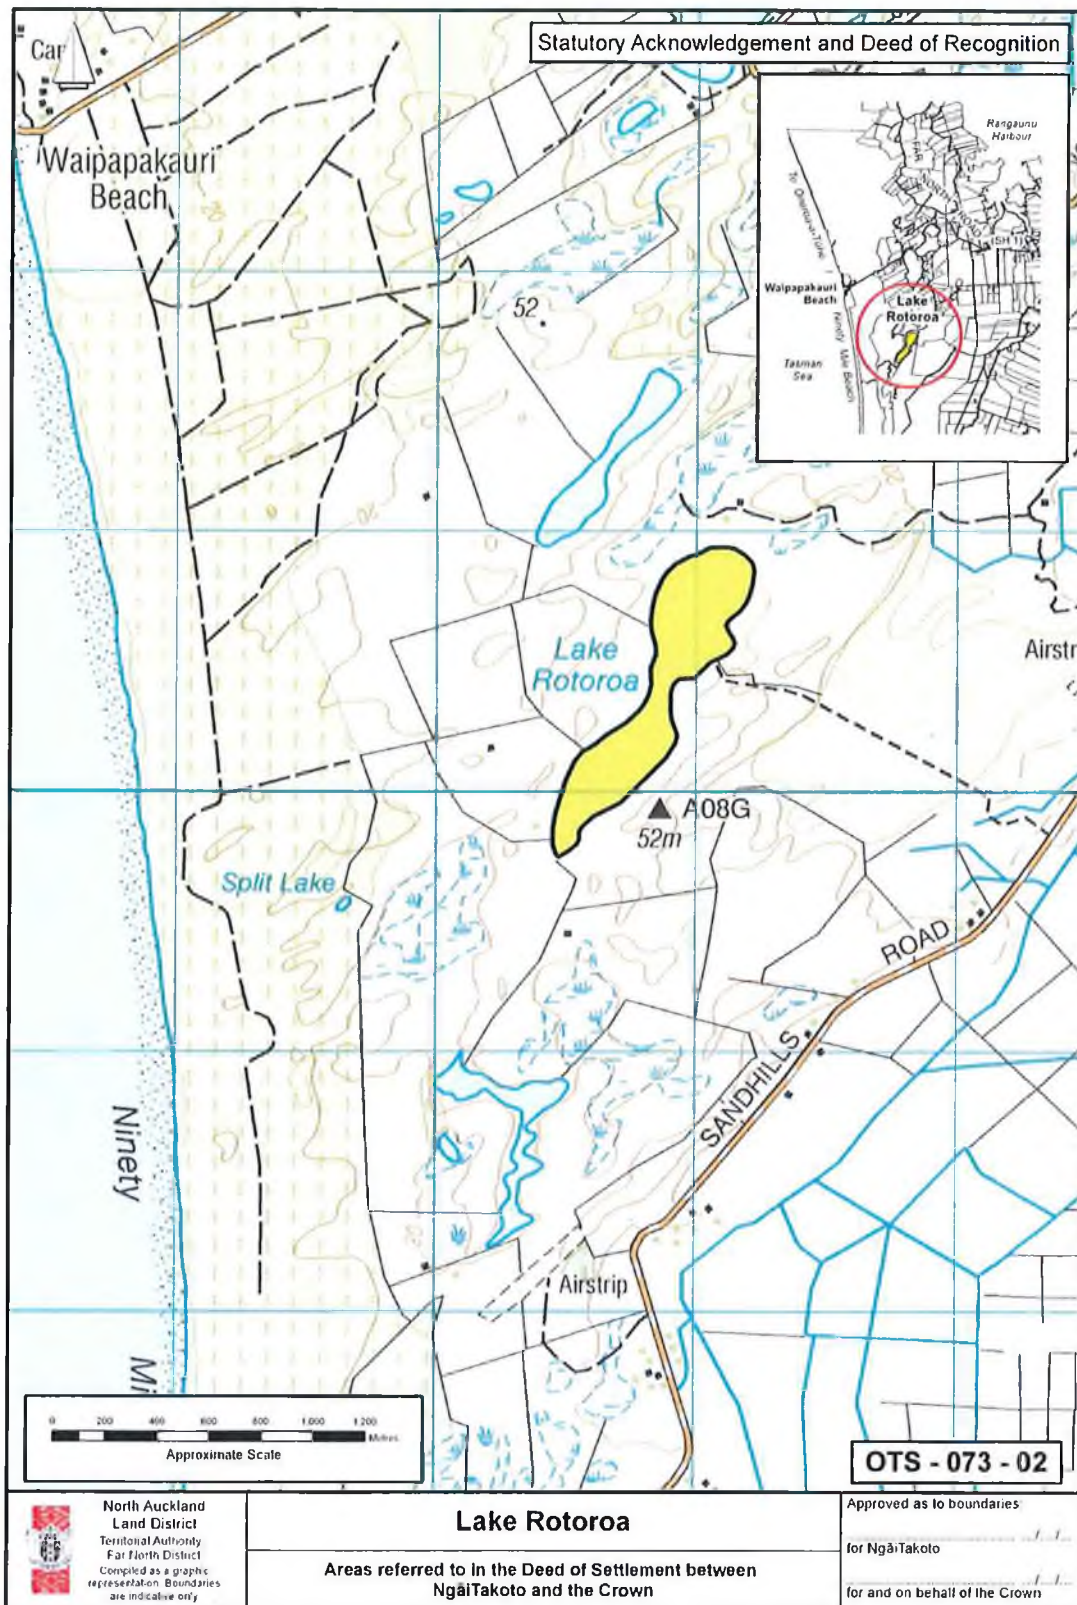 Statutory Acknowledgement and Deed of Recognition
Waipapakauri
Beach
Rangaunu
Harbour
FAR
NORTH ROAD
(SH 1)
Waipapakauri
Beach
Lake
Rotoroa
Ninety Mile Beach
Tasman
Sea
52
20
Lake
Rotoroa
Airstr
A08G
52m
Split Lake
SANDHILLS
ROAD
Ninety
Mi
Airstrip
0 200 400 600 800 1,000 1,200
Metres
Approximate Scale
OTS - 073 - 02
North Auckland
Land District
Territorial Authority
Far North District
Compiled as a graphic
representation. Boundaries
are indicative only
Lake Rotoroa
Areas referred to in the Deed of Settlement between
NgāiTakoto and the Crown
Approved as to boundaries:
/ /
for NgāiTakoto
/ /
for and on behalf of the Crown